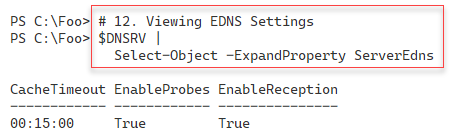 PS C:\Foo> # 12. Viewing EDNS Settings
PS C:\Foo> $DNSRV |
Select-Object -ExpandProperty ServerEdns
CacheTimeout EnableProbes EnableReception
------------ ------------ ---------------
00:15:00 True True